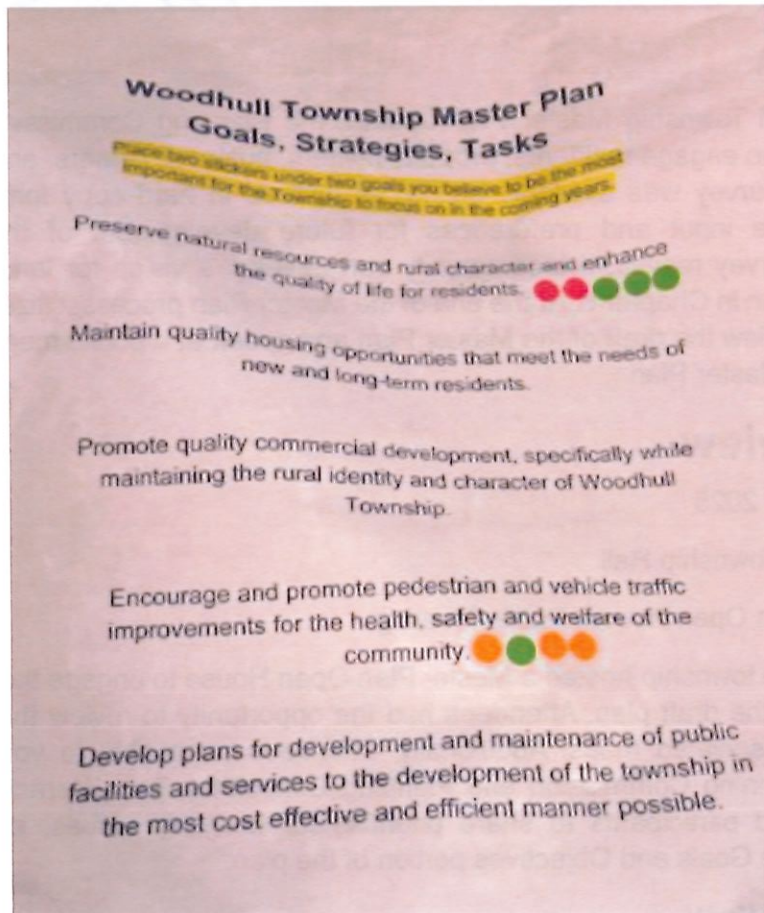 Woodhull Township Master Plan
Goals, Strategies, Tasks
Place two stickers under two goals you believe to be the most
important for the Township to focus on in the coming years.
Preserve natural resources and rural character and enhance
the quality of life for residents.
Maintain quality housing opportunities that meet the needs of
new and long-term residents.
Promote quality commercial development, specifically while
maintaining the rural identity and character of Woodhull
Township.
Encourage and promote pedestrian and vehicle traffic
improvements for the health, safety and welfare of the
community.
Develop plans for development and maintenance of public
facilities and services to the development of the township in
the most cost effective and efficient manner possible.